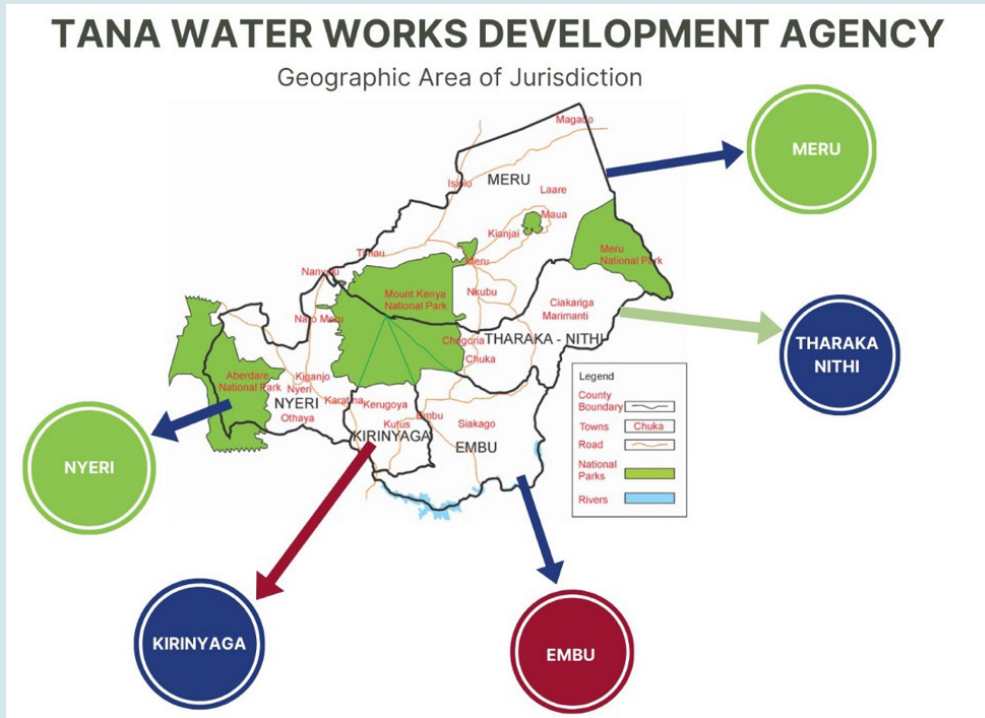 TANA WATER WORKS DEVELOPMENT AGENCY
Geographic Area of Jurisdiction
MERU
Magado
Isiolo
MERU
Laare
Maua
Kianjai
Timau
Meru
Meru
National Park
Nanyuki
Mount Kenya
National Park
Nkubu
Ciakariga
Marimanti
Naro Meru
Chogoria
THARAKA - NITHI
Chuka
THARAKA
NITHI
Aberdare
National Park
Kiganjo
Nyeri
NYERI
Othaya
Karatina
Kerugoya
Kutus
Embu
KIRINYAGA
Siakago
EMBU
Legend
County
Boundary
Towns
Chuka
Road
National
Parks
Rivers
NYERI
KIRINYAGA
EMBU